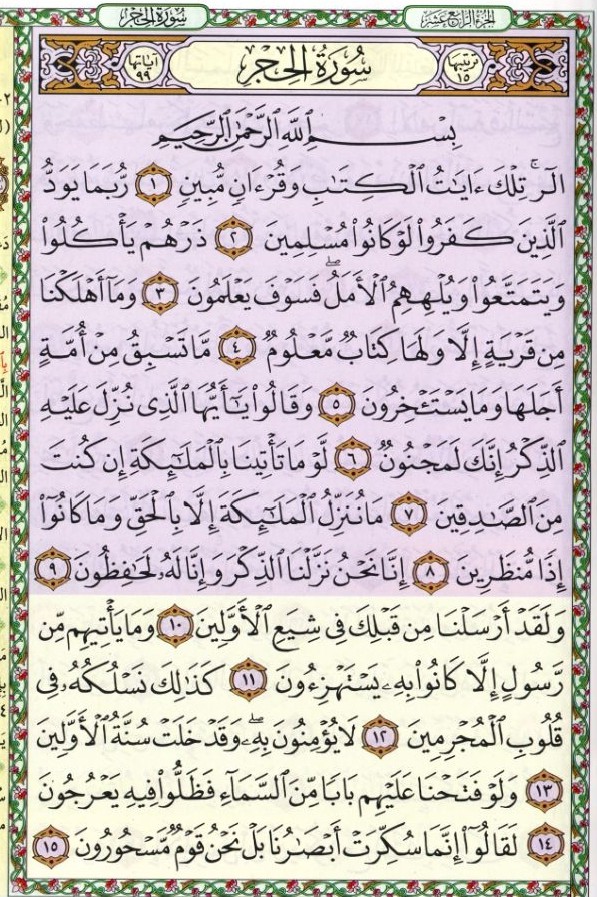 الجزء الرابع عشر
سورة الحجر
ترتيبها ١٥
سُورَةُ الحِجر
آياتها ٩٩
بِسْمِ اللَّهِ الرَّحْمَٰنِ الرَّحِيمِ
الٓر ۚ تِلْكَ ءَايَٰتُ ٱلْكِتَٰبِ وَقُرْءَانٍ مُّبِينٍ ١ رُّبَمَا يَوَدُّ
ٱلَّذِينَ كَفَرُوا۟ لَوْ كَانُوا۟ مُسْلِمِينَ ٢ ذَرْهُمْ يَأْكُلُوا۟
وَيَتَمَتَّعُوا۟ وَيُلْهِهِمُ ٱلْأَمَلُ ۖ فَسَوْفَ يَعْلَمُونَ ٣ وَمَآ أَهْلَكْنَا
مِن قَرْيَةٍ إِلَّا وَلَهَا كِتَابٌ مَّعْلُومٌ ٤ مَّا تَسْبِقُ مِنْ أُمَّةٍ
أَجَلَهَا وَمَا يَسْتَـْٔخِرُونَ ٥ وَقَالُوا۟ يَٰٓأَيُّهَا ٱلَّذِى نُزِّلَ عَلَيْهِ
ٱلذِّكْرُ إِنَّكَ لَمَجْنُونٌ ٦ لَّوْ مَا تَأْتِينَا بِٱلْمَلَٰٓئِكَةِ إِن كُنتَ
مِنَ ٱلصَّٰدِقِينَ ٧ مَا نُنَزِّلُ ٱلْمَلَٰٓئِكَةَ إِلَّا بِٱلْحَقِّ وَمَا كَانُوٓا۟
إِذًا مُّنظَرِينَ ٨ إِنَّا نَحْنُ نَزَّلْنَا ٱلذِّكْرَ وَإِنَّا لَهُۥ لَحَٰفِظُونَ ٩
وَلَقَدْ أَرْسَلْنَا مِن قَبْلِكَ فِى شِيَعِ ٱلْأَوَّلِينَ ١٠ وَمَا يَأْتِيهِم مِّن
رَّسُولٍ إِلَّا كَانُوا۟ بِهِۦ يَسْتَهْزِءُونَ ١١ كَذَٰلِكَ نَسْلُكُهُۥ فِى
قُلُوبِ ٱلْمُجْرِمِينَ ١٢ لَا يُؤْمِنُونَ بِهِۦ ۖ وَقَدْ خَلَتْ سُنَّةُ ٱلْأَوَّلِينَ
١٣ وَلَوْ فَتَحْنَا عَلَيْهِم بَابًا مِّنَ ٱلسَّمَآءِ فَظَلُّوا۟ فِيهِ يَعْرُجُونَ
١٤ لَقَالُوٓا۟ إِنَّمَا سُكِّرَتْ أَبْصَٰرُنَا بَلْ نَحْنُ قَوْمٌ مَّسْحُورُونَ ١٥